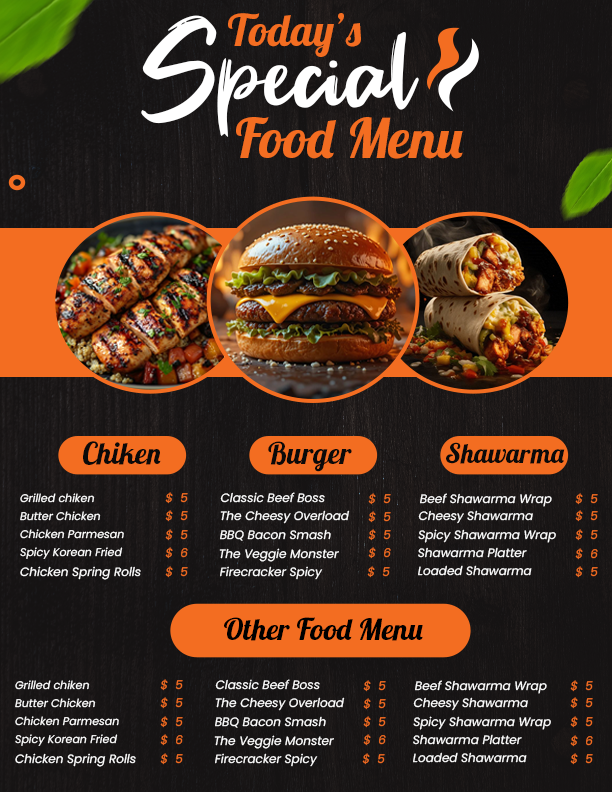 Today's
Special
Food Menu
Chiken
Grilled chiken $ 5
Butter Chicken $ 5
Chicken Parmesan $ 5
Spicy Korean Fried $ 6
Chicken Spring Rolls $ 5
Burger
Classic Beef Boss $ 5
The Cheesy Overload $ 5
BBQ Bacon Smash $ 5
The Veggie Monster $ 6
Firecracker Spicy $ 5
Shawarma
Beef Shawarma Wrap $ 5
Cheesy Shawarma $ 5
Spicy Shawarma Wrap $ 5
Shawarma Platter $ 6
Loaded Shawarma $ 5
Other Food Menu
Grilled chiken $ 5
Butter Chicken $ 5
Chicken Parmesan $ 5
Spicy Korean Fried $ 6
Chicken Spring Rolls $ 5
Classic Beef Boss $ 5
The Cheesy Overload $ 5
BBQ Bacon Smash $ 5
The Veggie Monster $ 6
Firecracker Spicy $ 5
Beef Shawarma Wrap $ 5
Cheesy Shawarma $ 5
Spicy Shawarma Wrap $ 5
Shawarma Platter $ 6
Loaded Shawarma $ 5